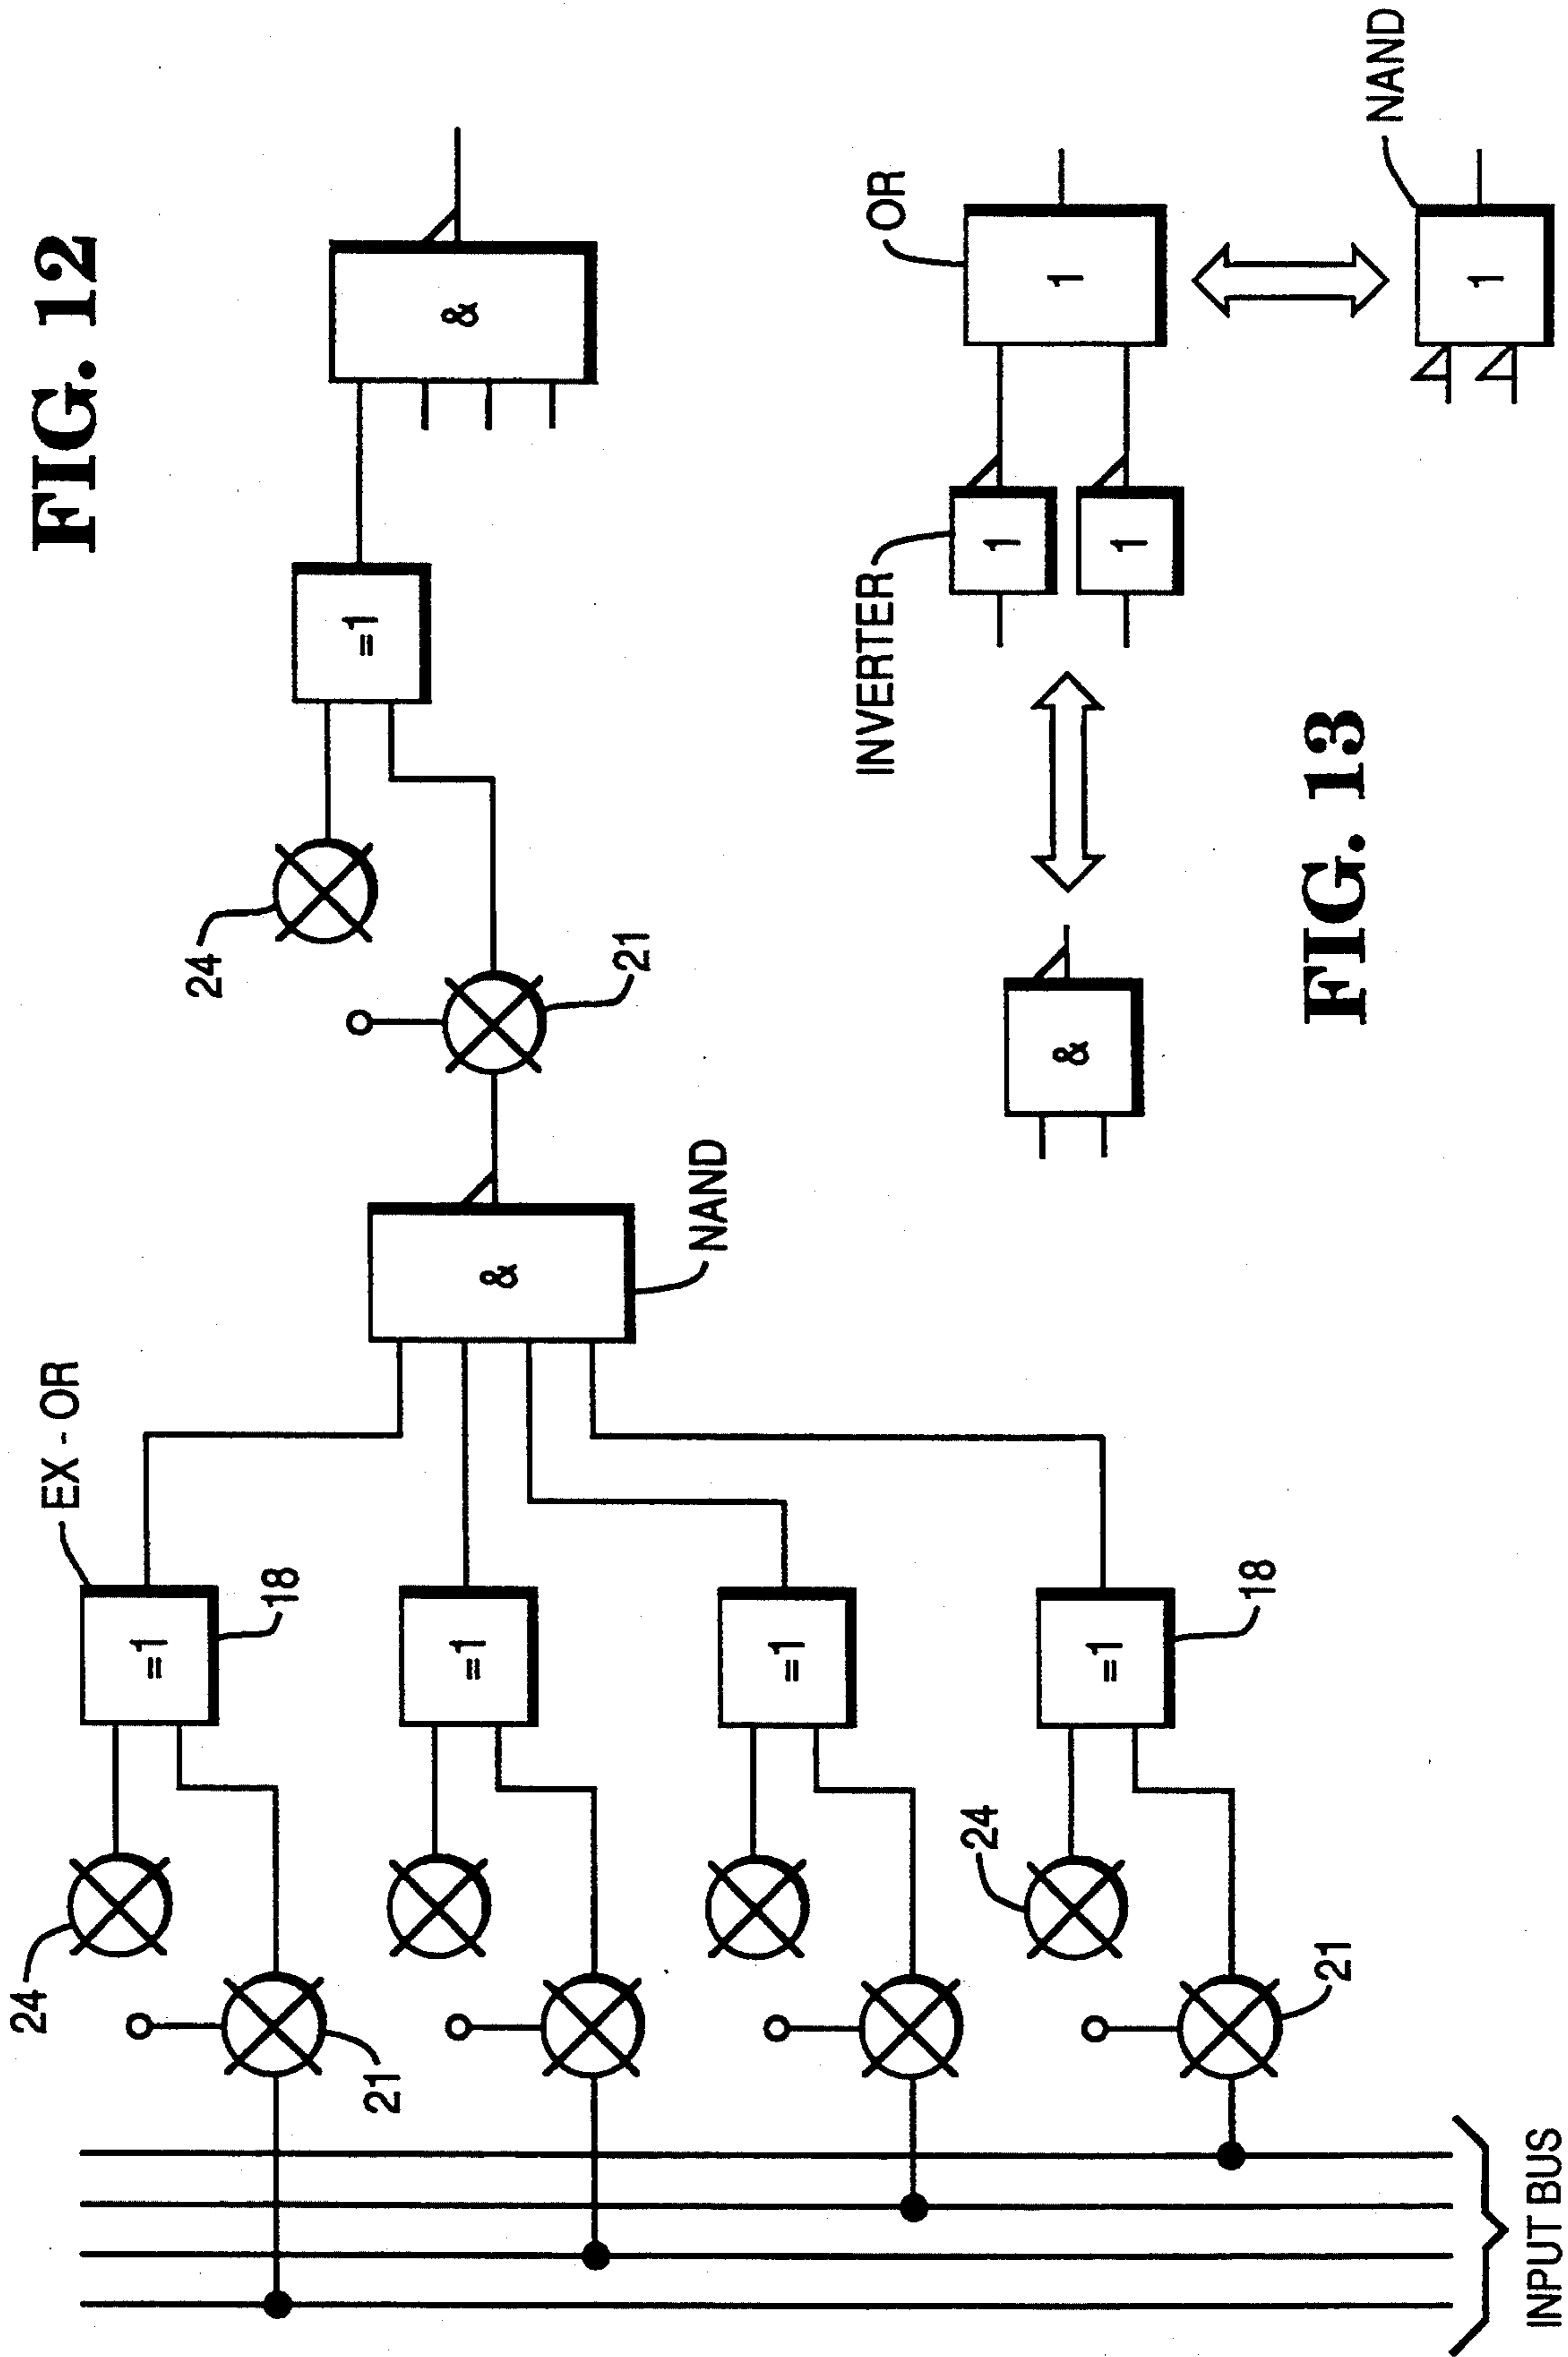 FIG. 12
EX - OR
24
=1
18
21
=1
=1
24
=1
18
21
INPUT BUS
&
NAND
24
21
=1
&
FIG. 13
&
INVERTER
1
1
OR
1
NAND
1